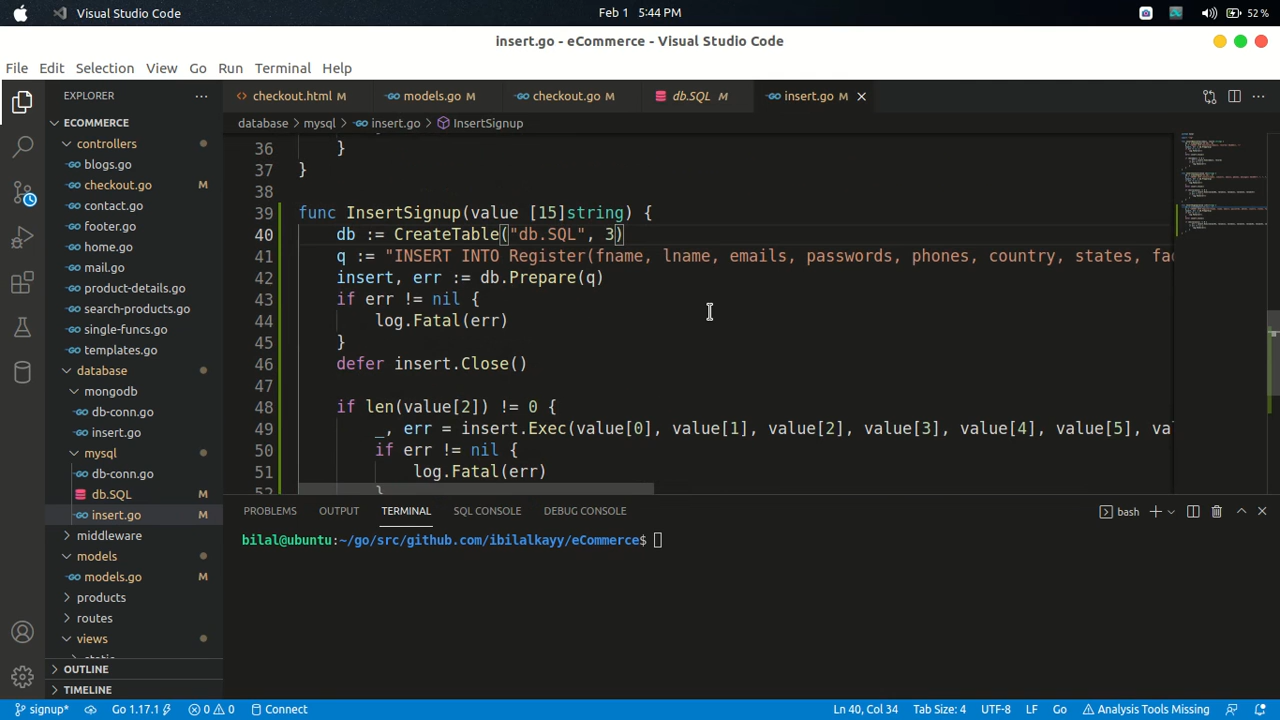 Visual Studio Code
Feb 1 5:44 PM
52 %
insert.go - eCommerce - Visual Studio Code
File Edit Selection View Go Run Terminal Help
EXPLORER
checkout.html M
models.go M
checkout.go M
db.SQL M
insert.go M
ECOMMERCE
database > mysql > insert.go > InsertSignup
controllers
blogs.go
checkout.go M
contact.go
footer.go
home.go
mail.go
product-details.go
search-products.go
single-funcs.go
templates.go
database
mongodb
db-conn.go
insert.go
mysql
db-conn.go
db.SQL M
insert.go M
middleware
models
models.go M
products
routes
views
OUTLINE
TIMELINE
36 }
37 }
38
39 func InsertSignup(value [15]string) {
40 db := CreateTable("db.SQL", 3)
41 q := "INSERT INTO Register(fname, lname, emails, passwords, phones, country, states, fac
42 insert, err := db.Prepare(q)
43 if err != nil {
44 log.Fatal(err)
45 }
46 defer insert.Close()
47
48 if len(value[2]) != 0 {
49 _, err = insert.Exec(value[0], value[1], value[2], value[3], value[4], value[5], va
50 if err != nil {
51 log.Fatal(err)
52 }
PROBLEMS OUTPUT TERMINAL SQL CONSOLE DEBUG CONSOLE
bash
bilal@ubuntu:~/go/src/github.com/ibilalkayy/eCommerce$
signup* Go 1.17.1 0 0 Connect
Ln 40, Col 34 Tab Size: 4 UTF-8 LF Go Analysis Tools Missing